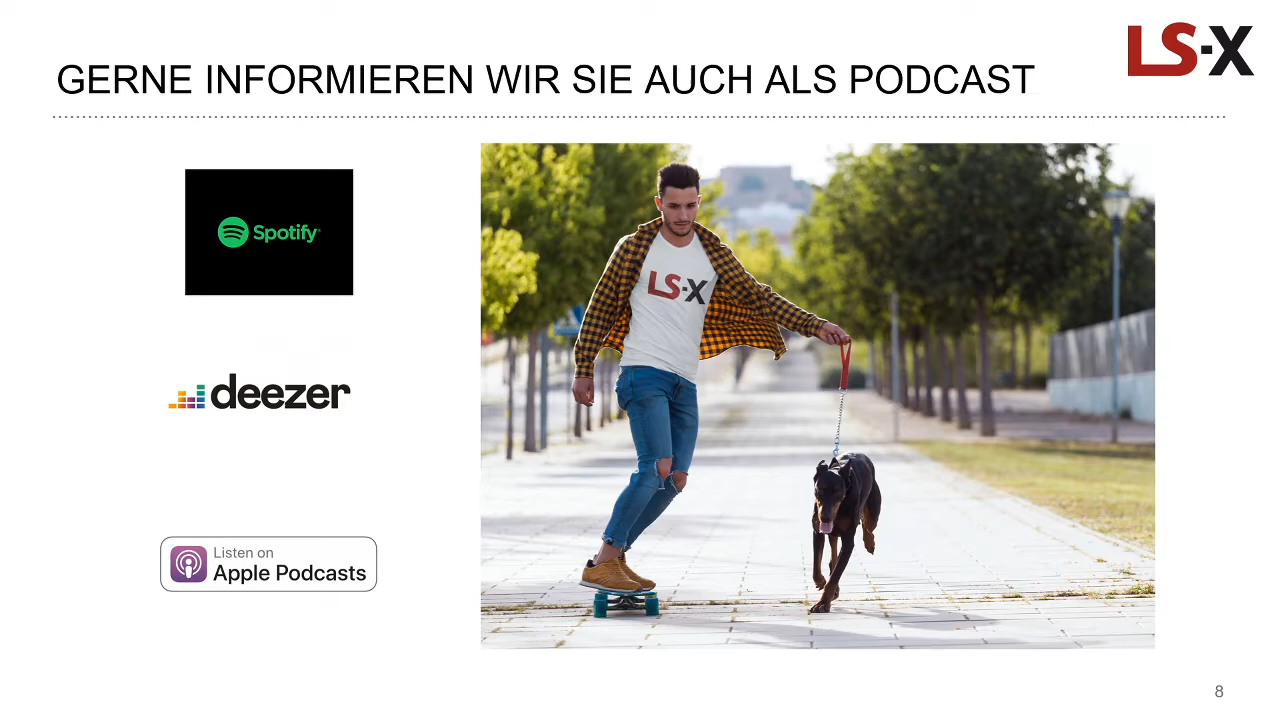 LS-X
GERNE INFORMIEREN WIR SIE AUCH ALS PODCAST
Spotify
LS-X
deezer
Listen on
Apple Podcasts
8